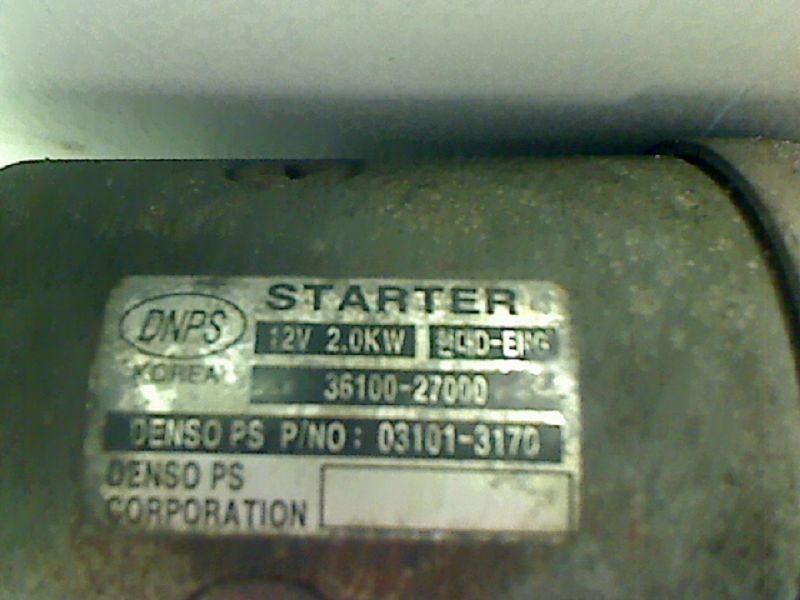 STARTER
DNPS
KOREA
12V 2.0KW
36100-27000
DENSO PS P/NO: 03101-3170
DENSO PS
CORPORATION